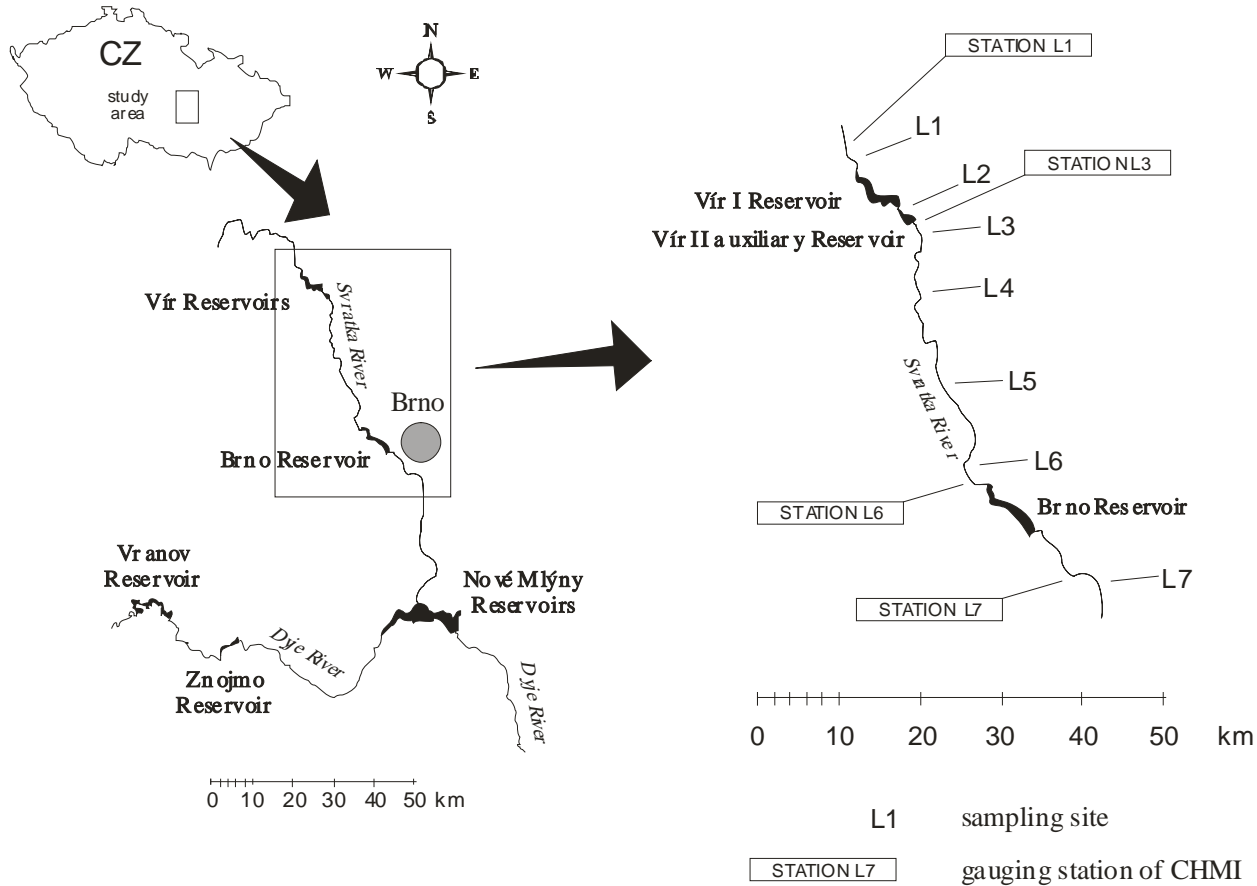 CZ
study
area
N
W
E
S
Vír Reservoirs
Svratka River
Brno
Brno Reservoir
Vranov
Reservoir
Nové Mlýny
Reservoirs
Znojmo
Reservoir
Dyje River
Dyje River
0 10 20 30 40 50 km
STATION L1
L1
STATION L3
L2
Vír I Reservoir
L3
Vír II auxiliary Reservoir
L4
Svratka River
L5
L6
STATION L6
Brno Reservoir
L7
STATION L7
0 10 20 30 40 50 km
L1 sampling site
STATION L7 gauging station of CHMI